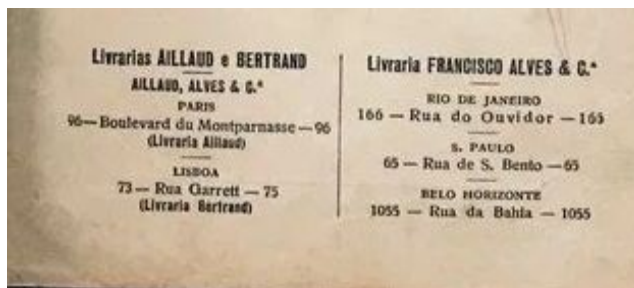 Livrarias AILLAUD e BERTRAND
AILLAUD, ALVES & C.ª
PARIS
96—Boulevard du Montparnasse—96
(Livraria Aillaud)
LISBOA
73 — Rua Garrett — 75
(Livraria Bertrand)
Livraria FRANCISCO ALVES & C.ª
RIO DE JANEIRO
166 — Rua do Ouvidor —166
S. PAULO
65 — Rua de S. Bento —65
BELO HORIZONTE
1055 — Rua da Bahia — 1055